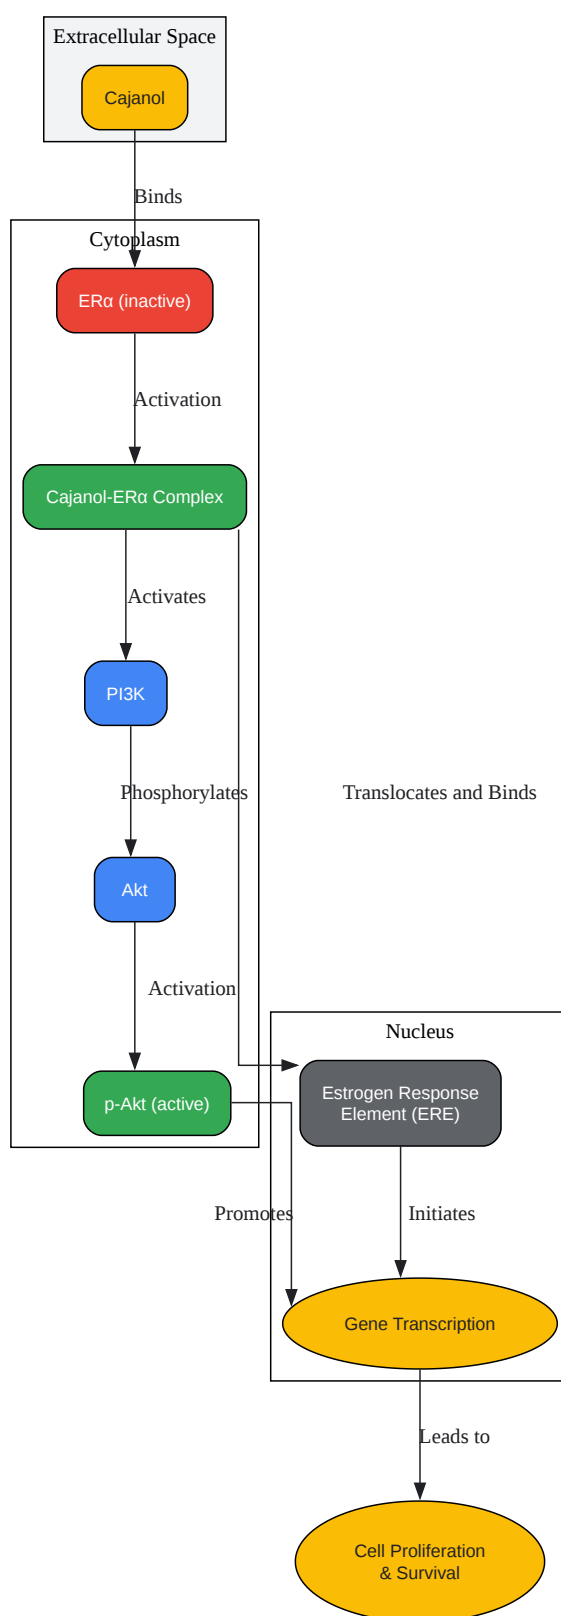 Extracellular Space
Cajanol
Binds
Cytoplasm
ERα (inactive)
Activation
Cajanol-ERα Complex
Activates
PI3K
Phosphorylates
Translocates and Binds
Akt
Activation
Nucleus
p-Akt (active)
Estrogen Response
Element (ERE)
Promotes
Initiates
Gene Transcription
Leads to
Cell Proliferation
& Survival